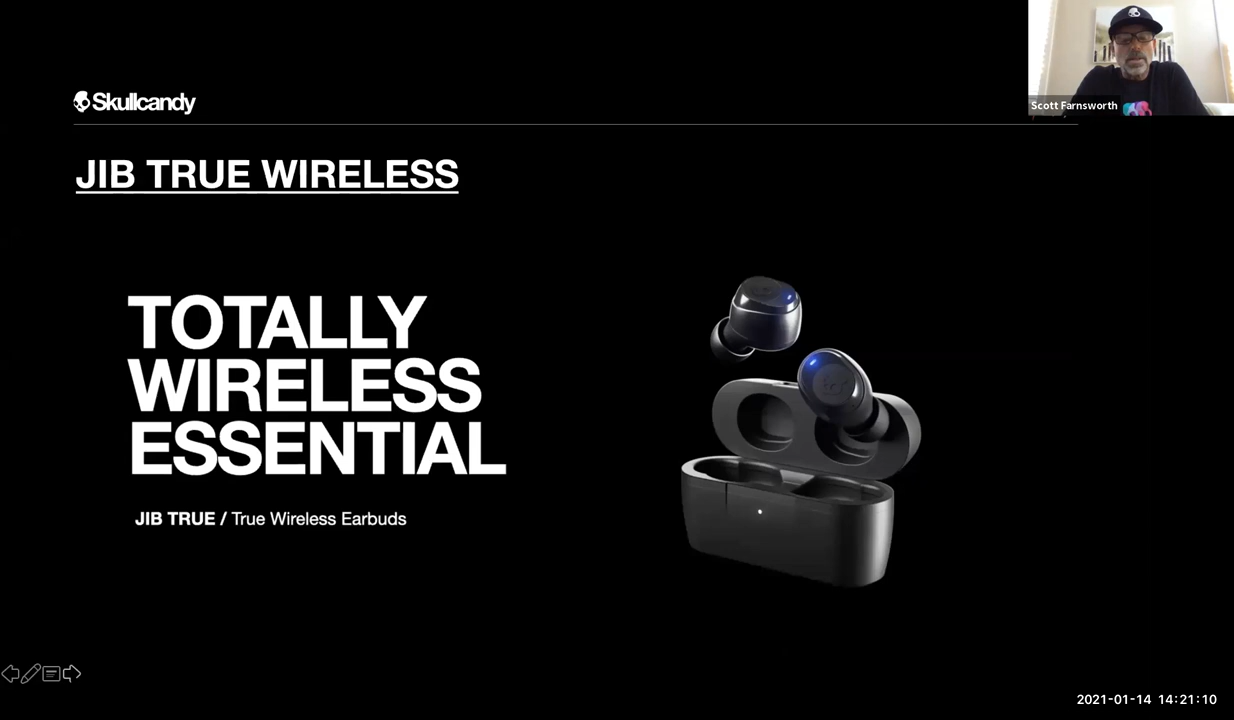 Skullcandy
Scott Farnsworth
JIB TRUE WIRELESS
TOTALLY
WIRELESS
ESSENTIAL
JIB TRUE / True Wireless Earbuds
2021-01-14 14:21:10